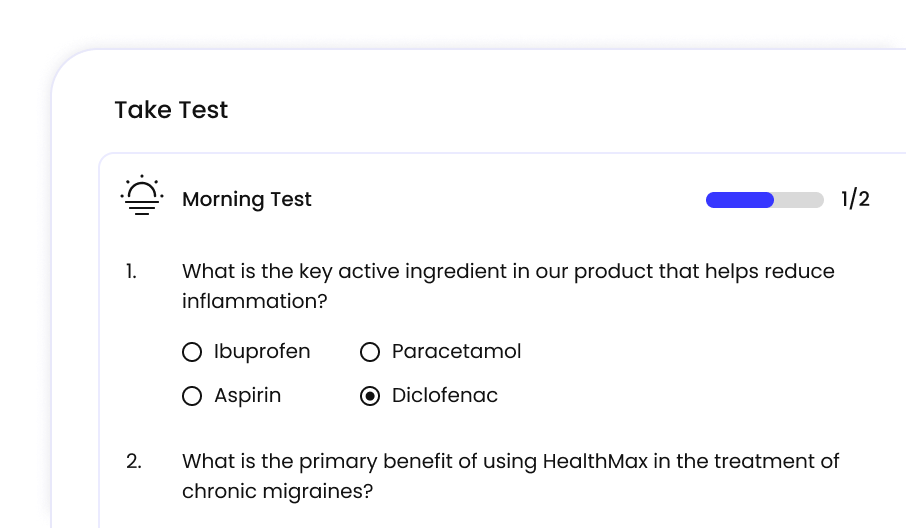 Take Test
Morning Test
1/2
1. What is the key active ingredient in our product that helps reduce
inflammation?
Ibuprofen Paracetamol
Aspirin Diclofenac
2. What is the primary benefit of using HealthMax in the treatment of
chronic migraines?